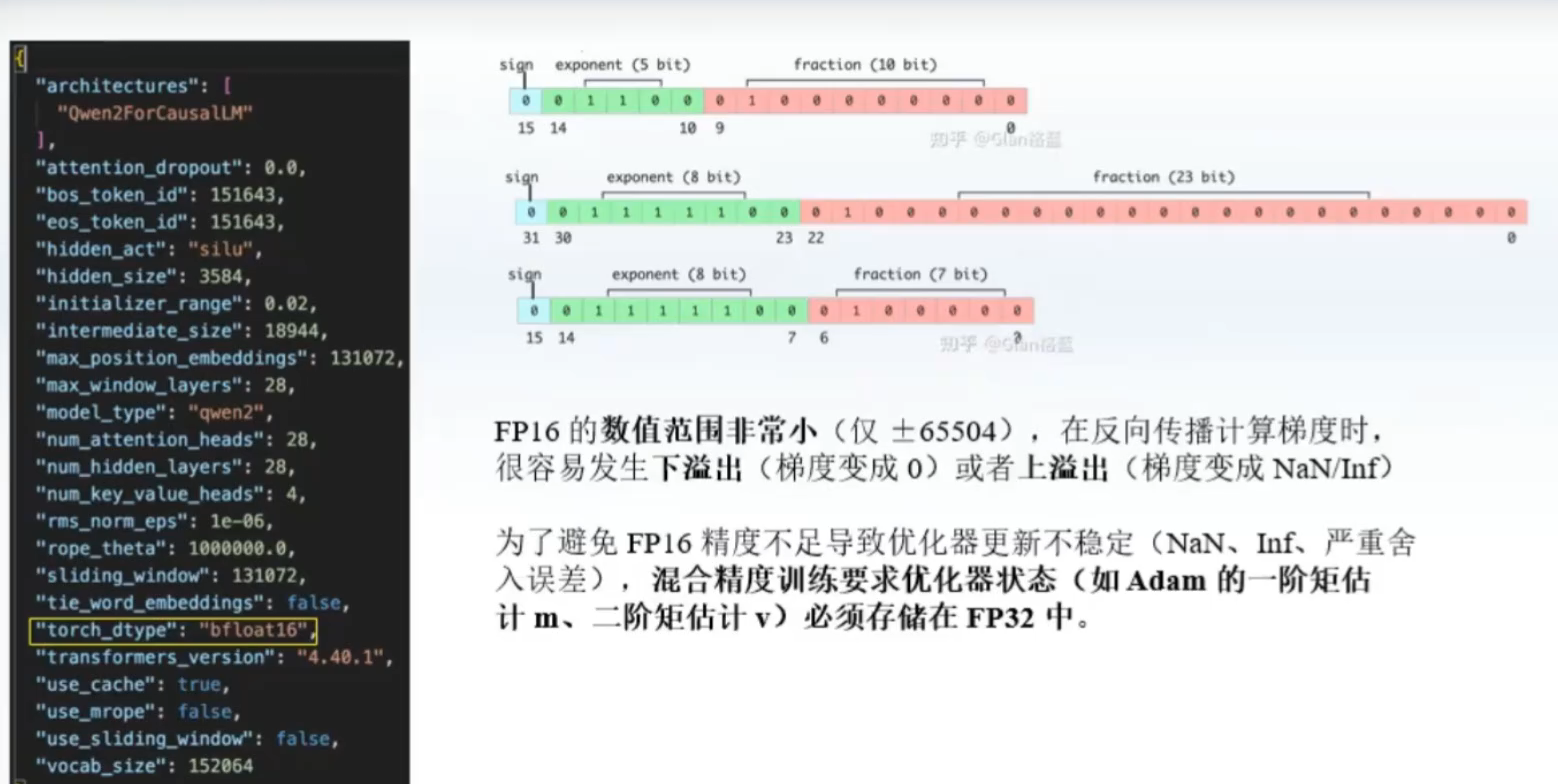 {
"architectures": [
"Qwen2ForCausalLM"
],
"attention_dropout": 0.0,
"bos_token_id": 151643,
"eos_token_id": 151643,
"hidden_act": "silu",
"hidden_size": 3584,
"initializer_range": 0.02,
"intermediate_size": 18944,
"max_position_embeddings": 131072,
"max_window_layers": 28,
"model_type": "qwen2",
"num_attention_heads": 28,
"num_hidden_layers": 28,
"num_key_value_heads": 4,
"rms_norm_eps": 1e-06,
"rope_theta": 1000000.0,
"sliding_window": 131072,
"tie_word_embeddings": false,
"torch_dtype": "bfloat16",
"transformers_version": "4.40.1",
"use_cache": true,
"use_mrope": false,
"use_sliding_window": false,
"vocab_size": 152064
sign exponent (5 bit) fraction (10 bit)
0 0 1 1 0 0 0 1 0 0 0 0 0 0 0 0
15 14 10 9 0
知乎 @Glan格蓝
sign exponent (8 bit) fraction (23 bit)
0 0 1 1 1 1 1 0 0 0 1 0 0 0 0 0 0 0 0 0 0 0 0 0 0 0 0 0 0 0 0 0
31 30 23 22 0
sign exponent (8 bit) fraction (7 bit)
0 0 1 1 1 1 1 0 0 0 1 0 0 0 0 0
15 14 7 6 0
知乎 @Glan格蓝
FP16 的数值范围非常小（仅 ±65504），在反向传播计算梯度时，
很容易发生下溢出（梯度变成 0）或者上溢出（梯度变成 NaN/Inf）
为了避免 FP16 精度不足导致优化器更新不稳定（NaN、Inf、严重舍
入误差），混合精度训练要求优化器状态（如 Adam 的一阶矩估
计 m、二阶矩估计 v）必须存储在 FP32 中。